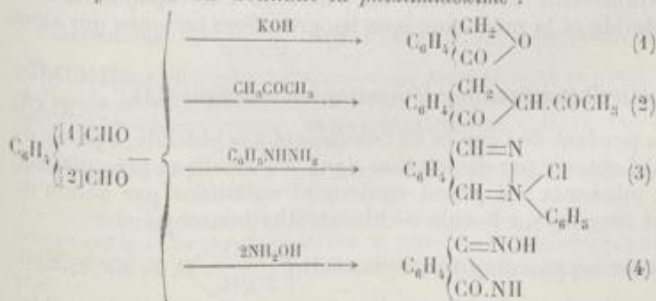 KOH
C₆H₄ { CH₂ / CO > O (1)
CH₃COCH₃
C₆H₄ { CH₂ / CO > CH.COCH₃ (2)
C₆H₄ { [1]CHO / [2]CHO
C₆H₅NHNH₂
C₆H₄ { CH=N / CH=N Cl C₆H₅ (3)
2NH₂OH
C₆H₄ { C=NOH / CO.NH (4)